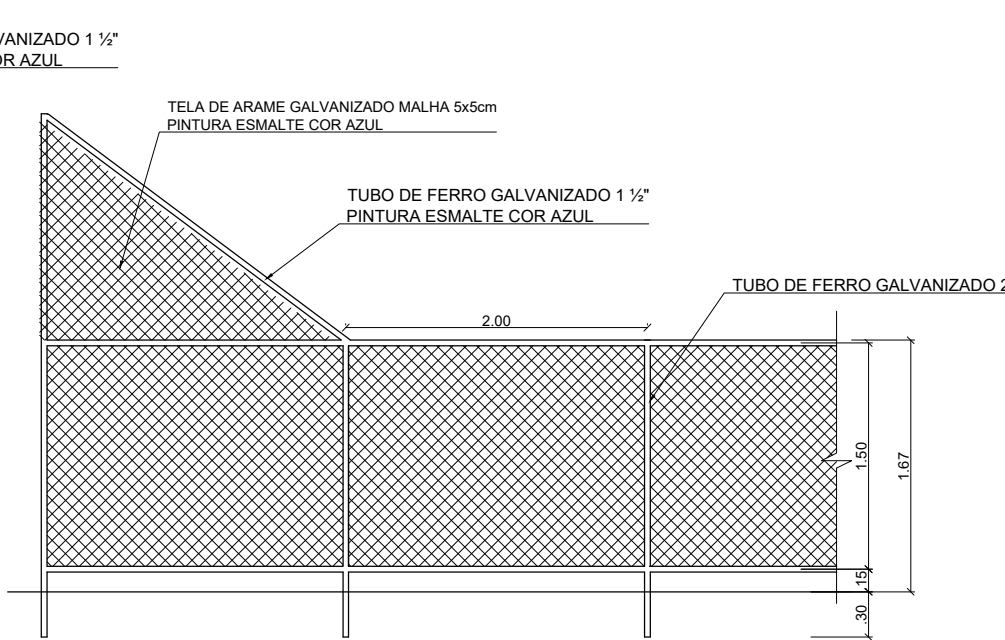 VANIZADO 1 ½"
OR AZUL
TELA DE ARAME GALVANIZADO MALHA 5x5cm
PINTURA ESMALTE COR AZUL
TUBO DE FERRO GALVANIZADO 1 ½"
PINTURA ESMALTE COR AZUL
TUBO DE FERRO GALVANIZADO 2
2.00
1.50
1.67
.15
.30